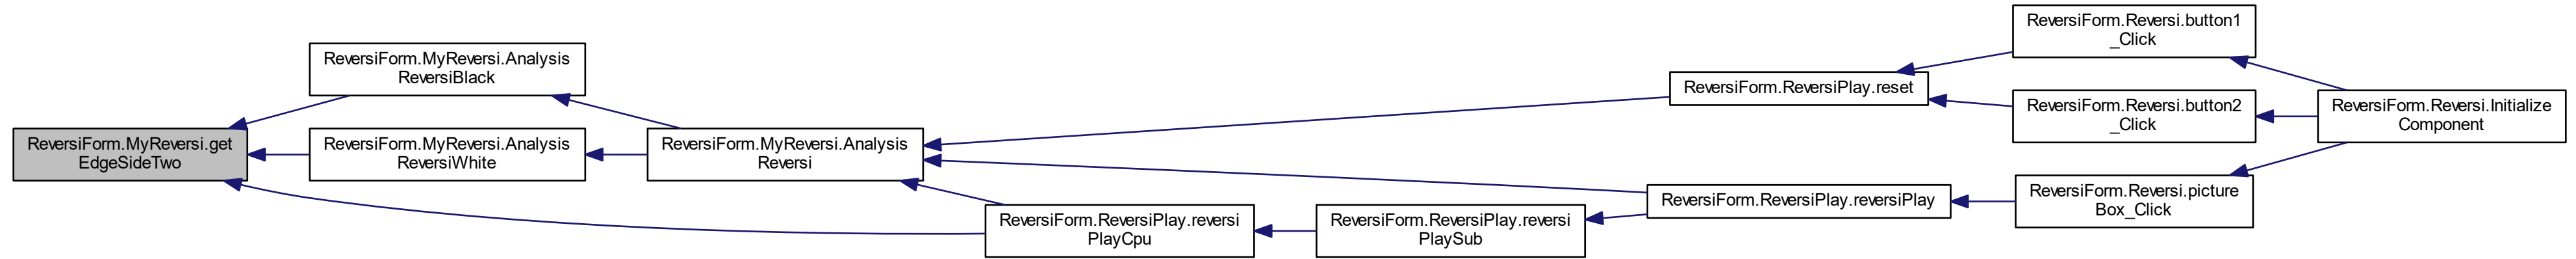 ReversiForm.MyReversi.get
EdgeSideTwo
ReversiForm.MyReversi.Analysis
ReversiBlack
ReversiForm.MyReversi.Analysis
ReversiWhite
ReversiForm.MyReversi.Analysis
Reversi
ReversiForm.ReversiPlay.reversi
PlayCpu
ReversiForm.ReversiPlay.reversi
PlaySub
ReversiForm.ReversiPlay.reset
ReversiForm.ReversiPlay.reversiPlay
ReversiForm.Reversi.button1
_Click
ReversiForm.Reversi.button2
_Click
ReversiForm.Reversi.picture
Box_Click
ReversiForm.Reversi.Initialize
Component